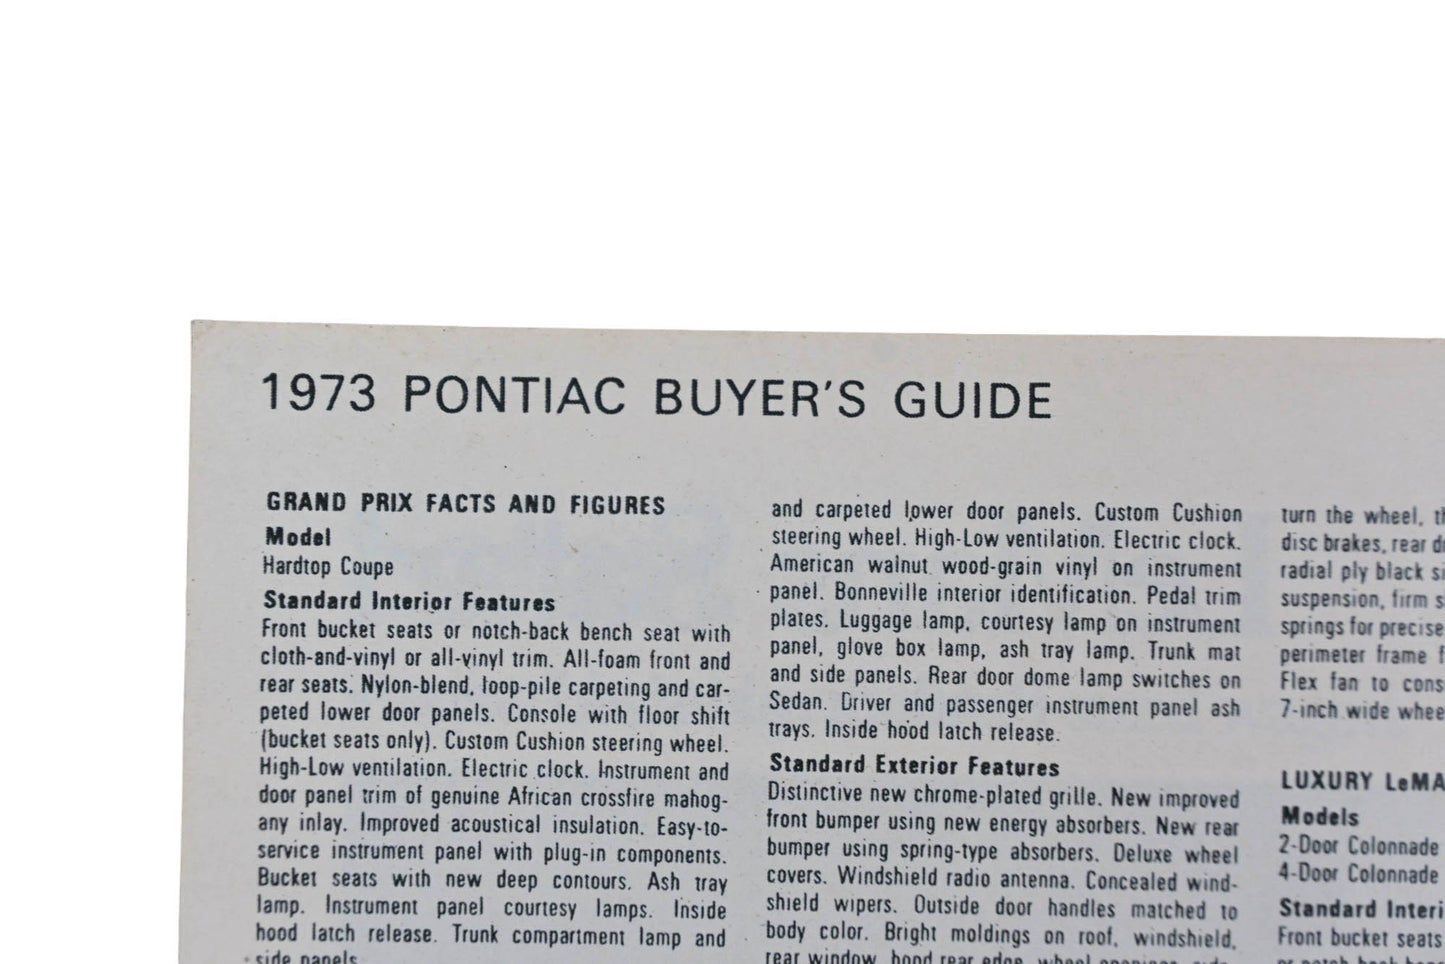 1973 PONTIAC BUYER'S GUIDE
GRAND PRIX FACTS AND FIGURES
Model
Hardtop Coupe
Standard Interior Features
Front bucket seats or notch-back bench seat with
cloth-and-vinyl or all-vinyl trim. All-foam front and
rear seats. Nylon-blend, loop-pile carpeting and car-
peted lower door panels. Console with floor shift
(bucket seats only). Custom Cushion steering wheel.
High-Low ventilation. Electric clock. Instrument and
door panel trim of genuine African crossfire mahog-
any inlay. Improved acoustical insulation. Easy-to-
service instrument panel with plug-in components.
Bucket seats with new deep contours. Ash tray
lamp. Instrument panel courtesy lamps. Inside
hood latch release. Trunk compartment lamp and
side panels.
and carpeted lower door panels. Custom Cushion
steering wheel. High-Low ventilation. Electric clock.
American walnut wood-grain vinyl on instrument
panel. Bonneville interior identification. Pedal trim
plates. Luggage lamp, courtesy lamp on instrument
panel, glove box lamp, ash tray lamp. Trunk mat
and side panels. Rear door dome lamp switches on
Sedan. Driver and passenger instrument panel ash
trays. Inside hood latch release.
Standard Exterior Features
Distinctive new chrome-plated grille. New improved
front bumper using new energy absorbers. New rear
bumper using spring-type absorbers. Deluxe wheel
covers. Windshield radio antenna. Concealed wind-
shield wipers. Outside door handles matched to
body color. Bright moldings on roof, windshield,
rear window, hood rear edge, wheel openings,
turn the wheel,
disc brakes, rear
radial ply black
suspension, firm
springs for precise
perimeter frame
Flex fan to
7-inch wide
LUXURY
Models
2-Door Colonnade
4-Door Colonnade
Standard
Front bucket seats